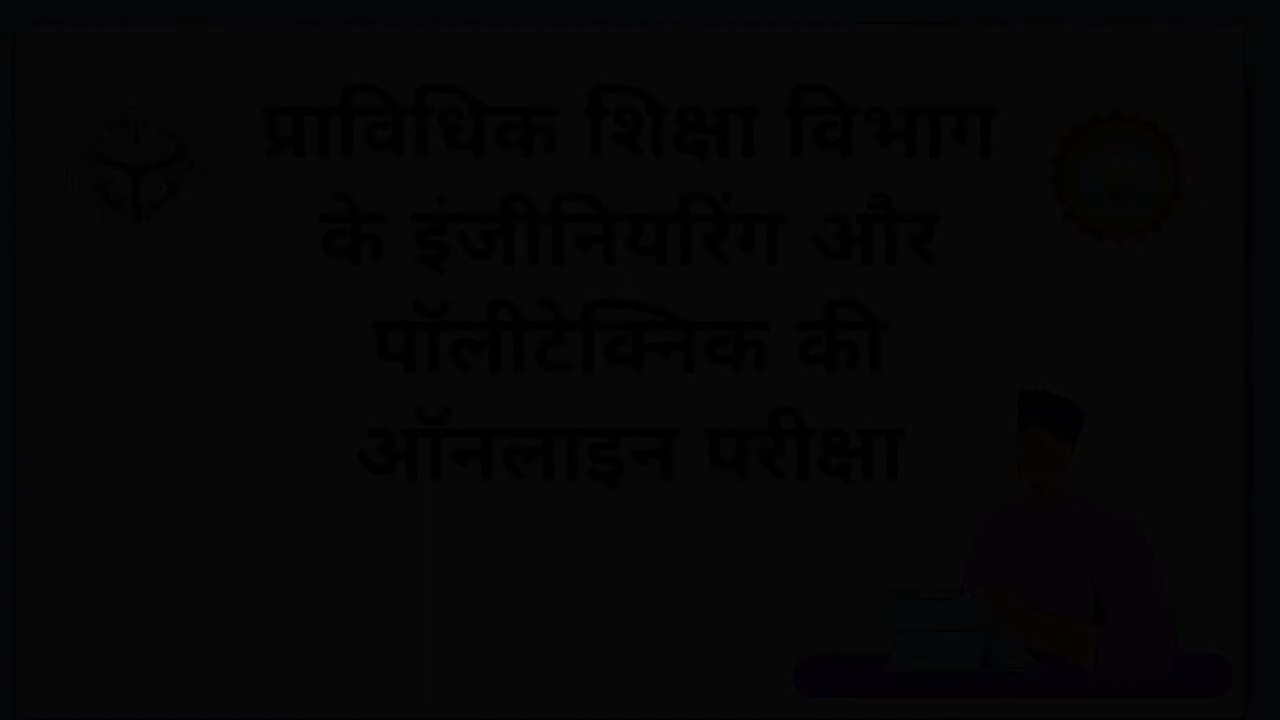 प्राविधिक शिक्षा विभाग
के इंजीनियरिंग और
पॉलीटेक्निक की
ऑनलाइन परीक्षा